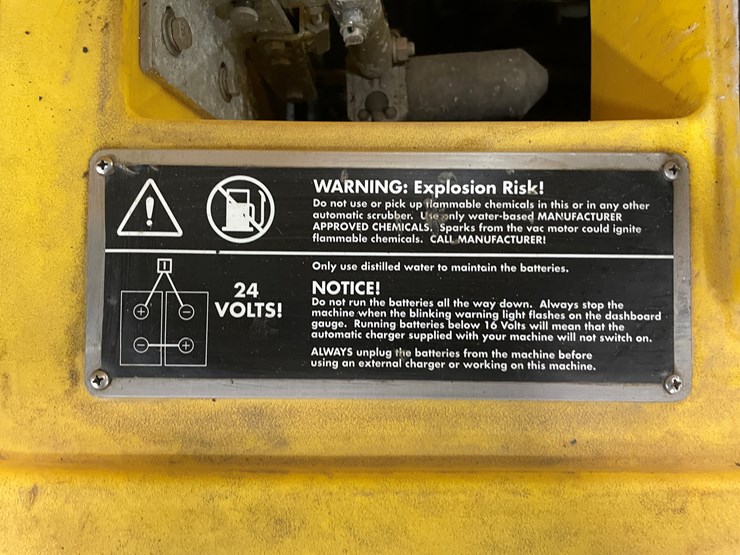 WARNING: Explosion Risk!
Do not use or pick up flammable chemicals in this or in any other
automatic scrubber. Use only water-based MANUFACTURER
APPROVED CHEMICALS. Sparks from the vac motor could ignite
flammable chemicals. CALL MANUFACTURER!
Only use distilled water to maintain the batteries.
24
VOLTS!
NOTICE!
Do not run the batteries all the way down. Always stop the
machine when the blinking warning light flashes on the dashboard
gauge. Running batteries below 16 Volts will mean that the
automatic charger supplied with your machine will not switch on.
ALWAYS unplug the batteries from the machine before
using an external charger or working on this machine.